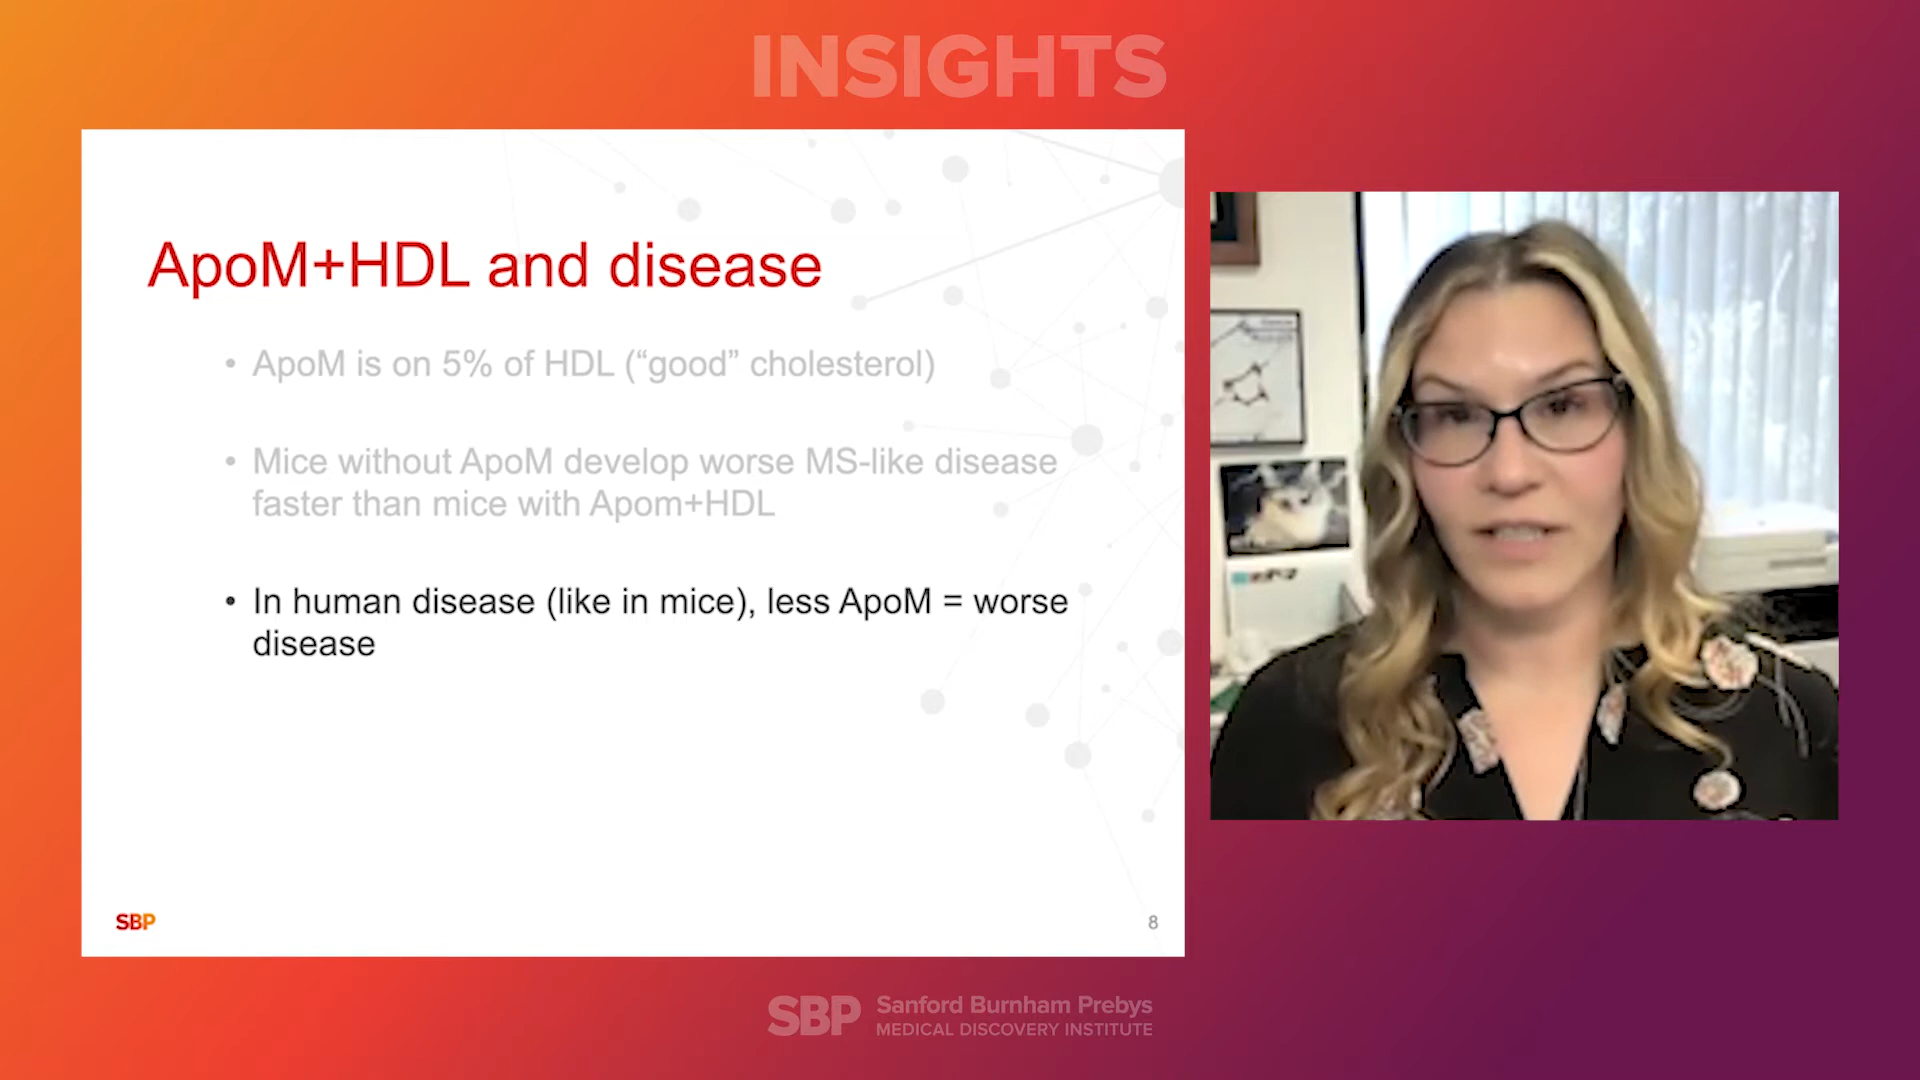 INSIGHTS
ApoM+HDL and disease
• ApoM is on 5% of HDL (“good” cholesterol)
• Mice without ApoM develop worse MS-like disease
faster than mice with Apom+HDL
• In human disease (like in mice), less ApoM = worse
disease
SBP
8
SBP Sanford Burnham Prebys
MEDICAL DISCOVERY INSTITUTE